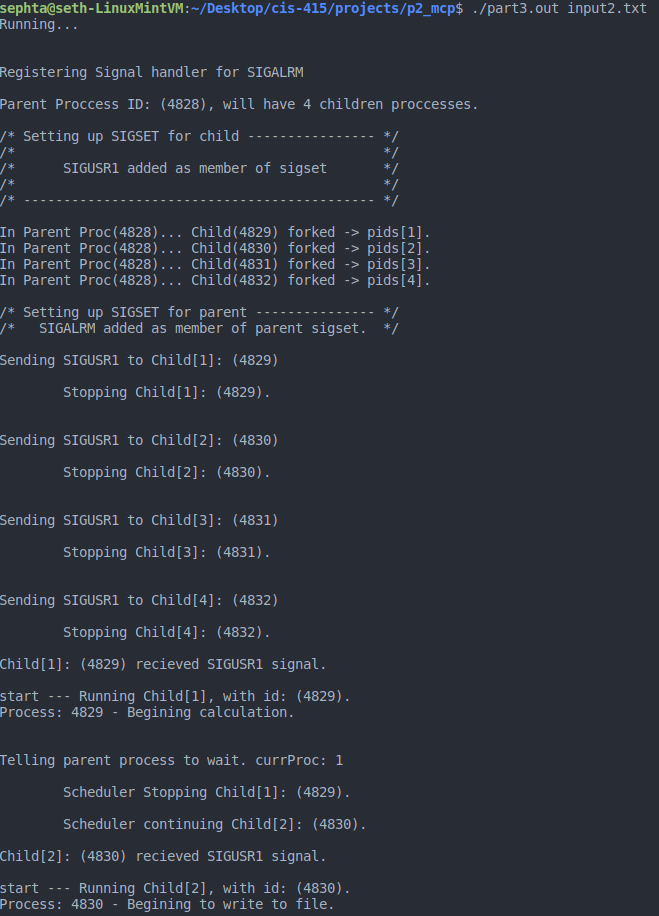 sephta@seth-LinuxMintVM:~/Desktop/cis-415/projects/p2_mcp$ ./part3.out input2.txt
Running...
Registering Signal handler for SIGALRM
Parent Proccess ID: (4828), will have 4 children proccesses.
/* Setting up SIGSET for child ---------------- */
/*                                              */
/*      SIGUSR1 added as member of sigset       */
/*                                              */
/* -------------------------------------------- */
In Parent Proc(4828)... Child(4829) forked -> pids[1].
In Parent Proc(4828)... Child(4830) forked -> pids[2].
In Parent Proc(4828)... Child(4831) forked -> pids[3].
In Parent Proc(4828)... Child(4832) forked -> pids[4].
/* Setting up SIGSET for parent --------------- */
/*   SIGALRM added as member of parent sigset.  */
Sending SIGUSR1 to Child[1]: (4829)
Stopping Child[1]: (4829).
Sending SIGUSR1 to Child[2]: (4830)
Stopping Child[2]: (4830).
Sending SIGUSR1 to Child[3]: (4831)
Stopping Child[3]: (4831).
Sending SIGUSR1 to Child[4]: (4832)
Stopping Child[4]: (4832).
Child[1]: (4829) recieved SIGUSR1 signal.
start --- Running Child[1], with id: (4829).
Process: 4829 - Begining calculation.
Telling parent process to wait. currProc: 1
Scheduler Stopping Child[1]: (4829).
Scheduler continuing Child[2]: (4830).
Child[2]: (4830) recieved SIGUSR1 signal.
start --- Running Child[2], with id: (4830).
Process: 4830 - Begining to write to file.